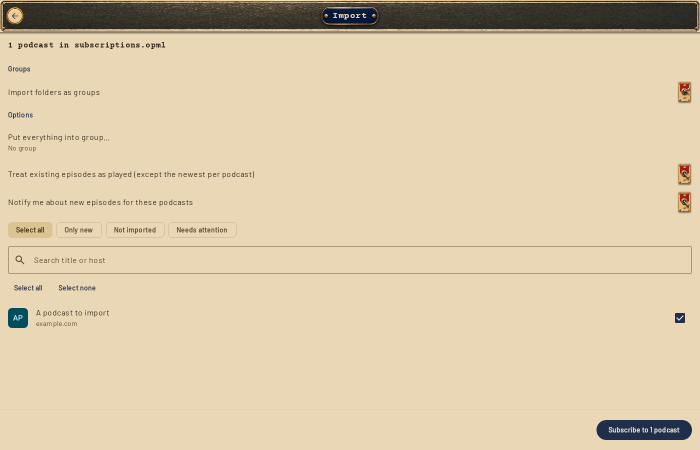 Import
1 podcast in subscriptions.opml
Groups
Import folders as groups
Options
Put everything into group...
No group
Treat existing episodes as played (except the newest per podcast)
Notify me about new episodes for these podcasts
Select all
Only new
Not imported
Needs attention
Search title or host
Select all
Select none
AP
A podcast to import
example.com
Subscribe to 1 podcast